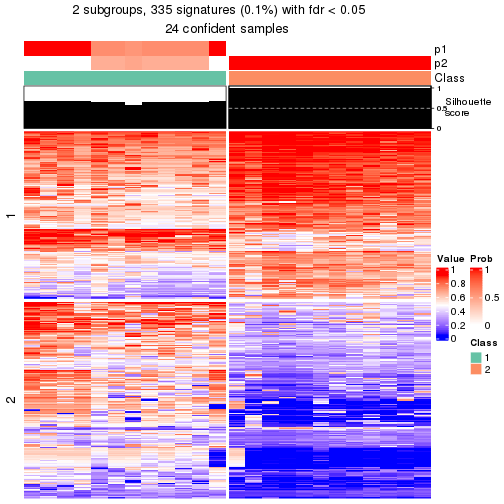 2 subgroups, 335 signatures (0.1%) with fdr < 0.05
24 confident samples
p1
p2
Class
1
0.5
0
Silhouette
score
1
2
Value
1
0.8
0.6
0.4
0.2
0
Prob
1
0.5
0
Class
1
2